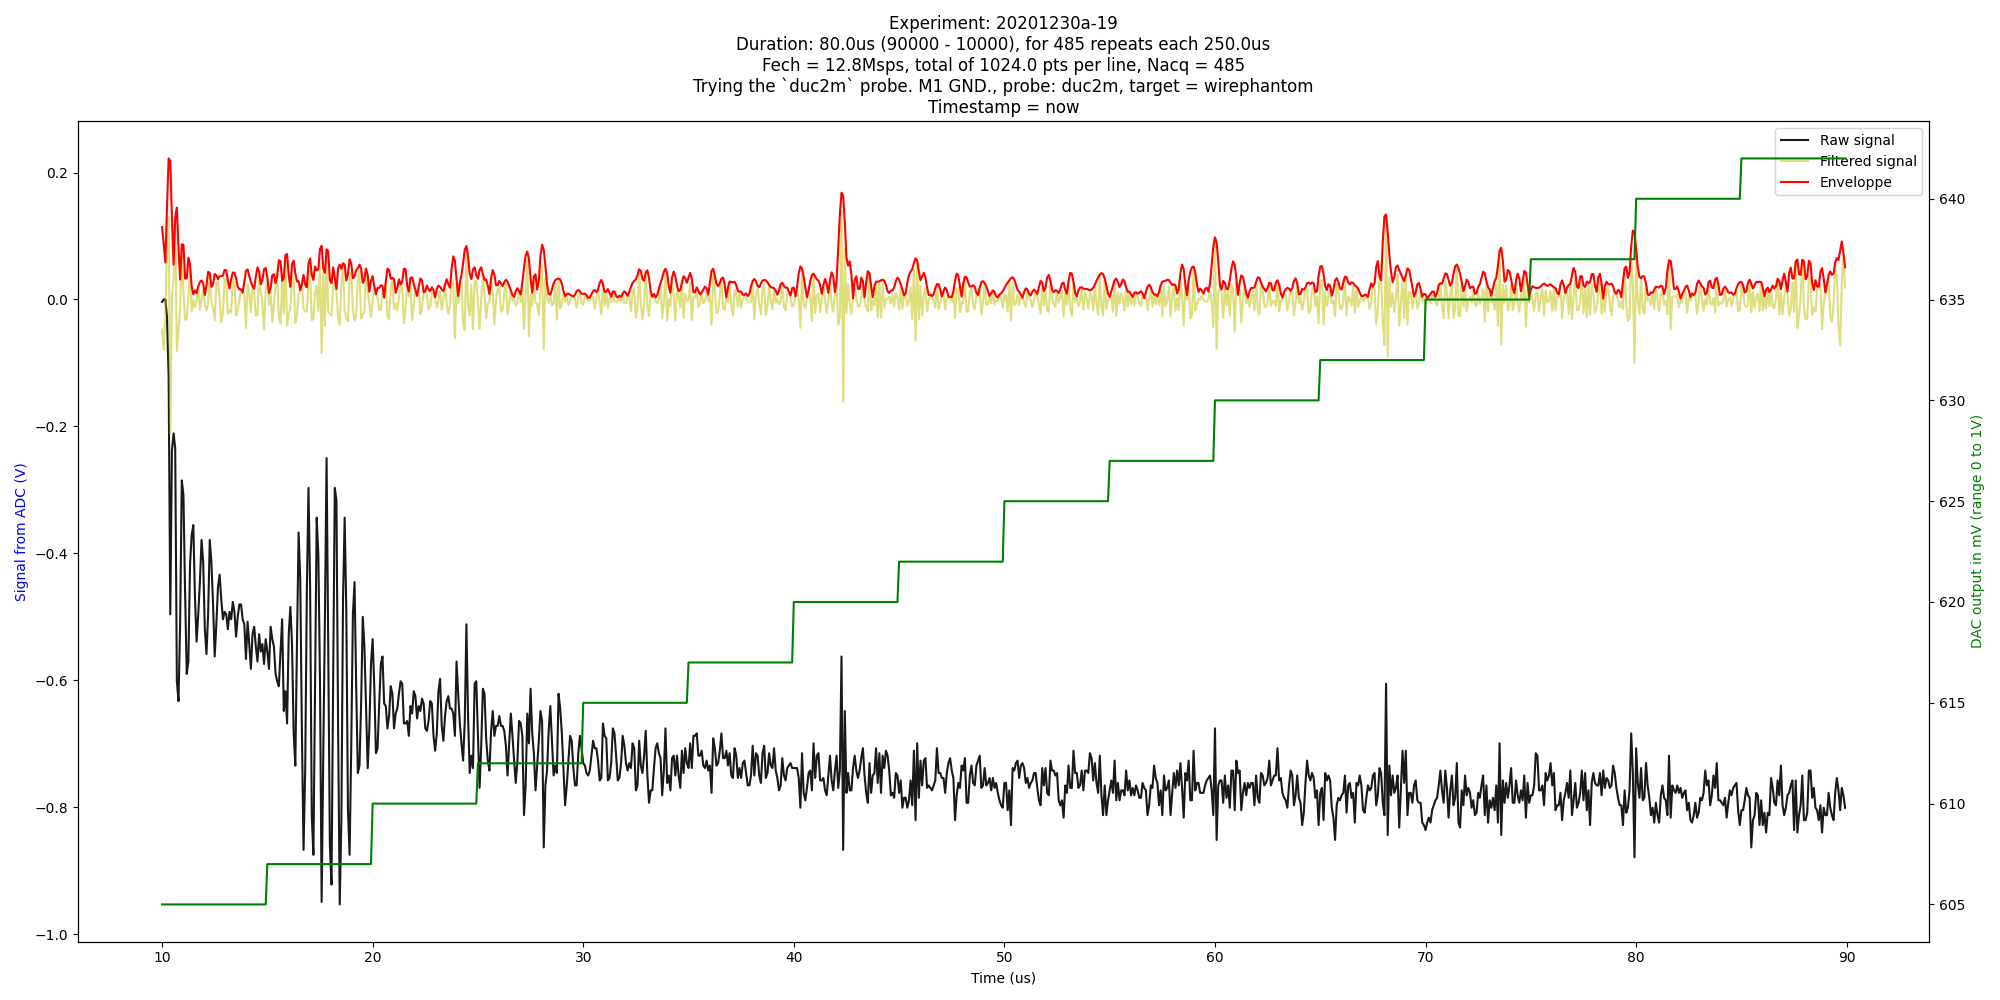 Experiment: 20201230a-19
Duration: 80.0us (90000 - 10000), for 485 repeats each 250.0us
Fech = 12.8Msps, total of 1024.0 pts per line, Nacq = 485
Trying the `duc2m` probe. M1 GND., probe: duc2m, target = wirephantom
Timestamp = now
Raw signal
Filtered signal
Enveloppe
0.2
0.0
−0.2
−0.4
−0.6
−0.8
−1.0
Signal from ADC (V)
640
635
630
625
620
615
610
605
DAC output in mV (range 0 to 1V)
10
20
30
40
50
60
70
80
90
Time (us)